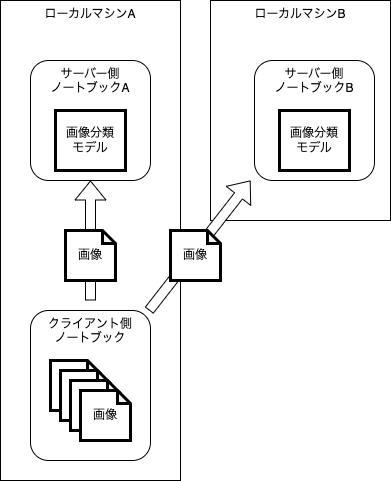 ローカルマシンA
ローカルマシンB
サーバー側
ノートブックA
画像分類
モデル
サーバー側
ノートブックB
画像分類
モデル
画像
画像
クライアント側
ノートブック
画像